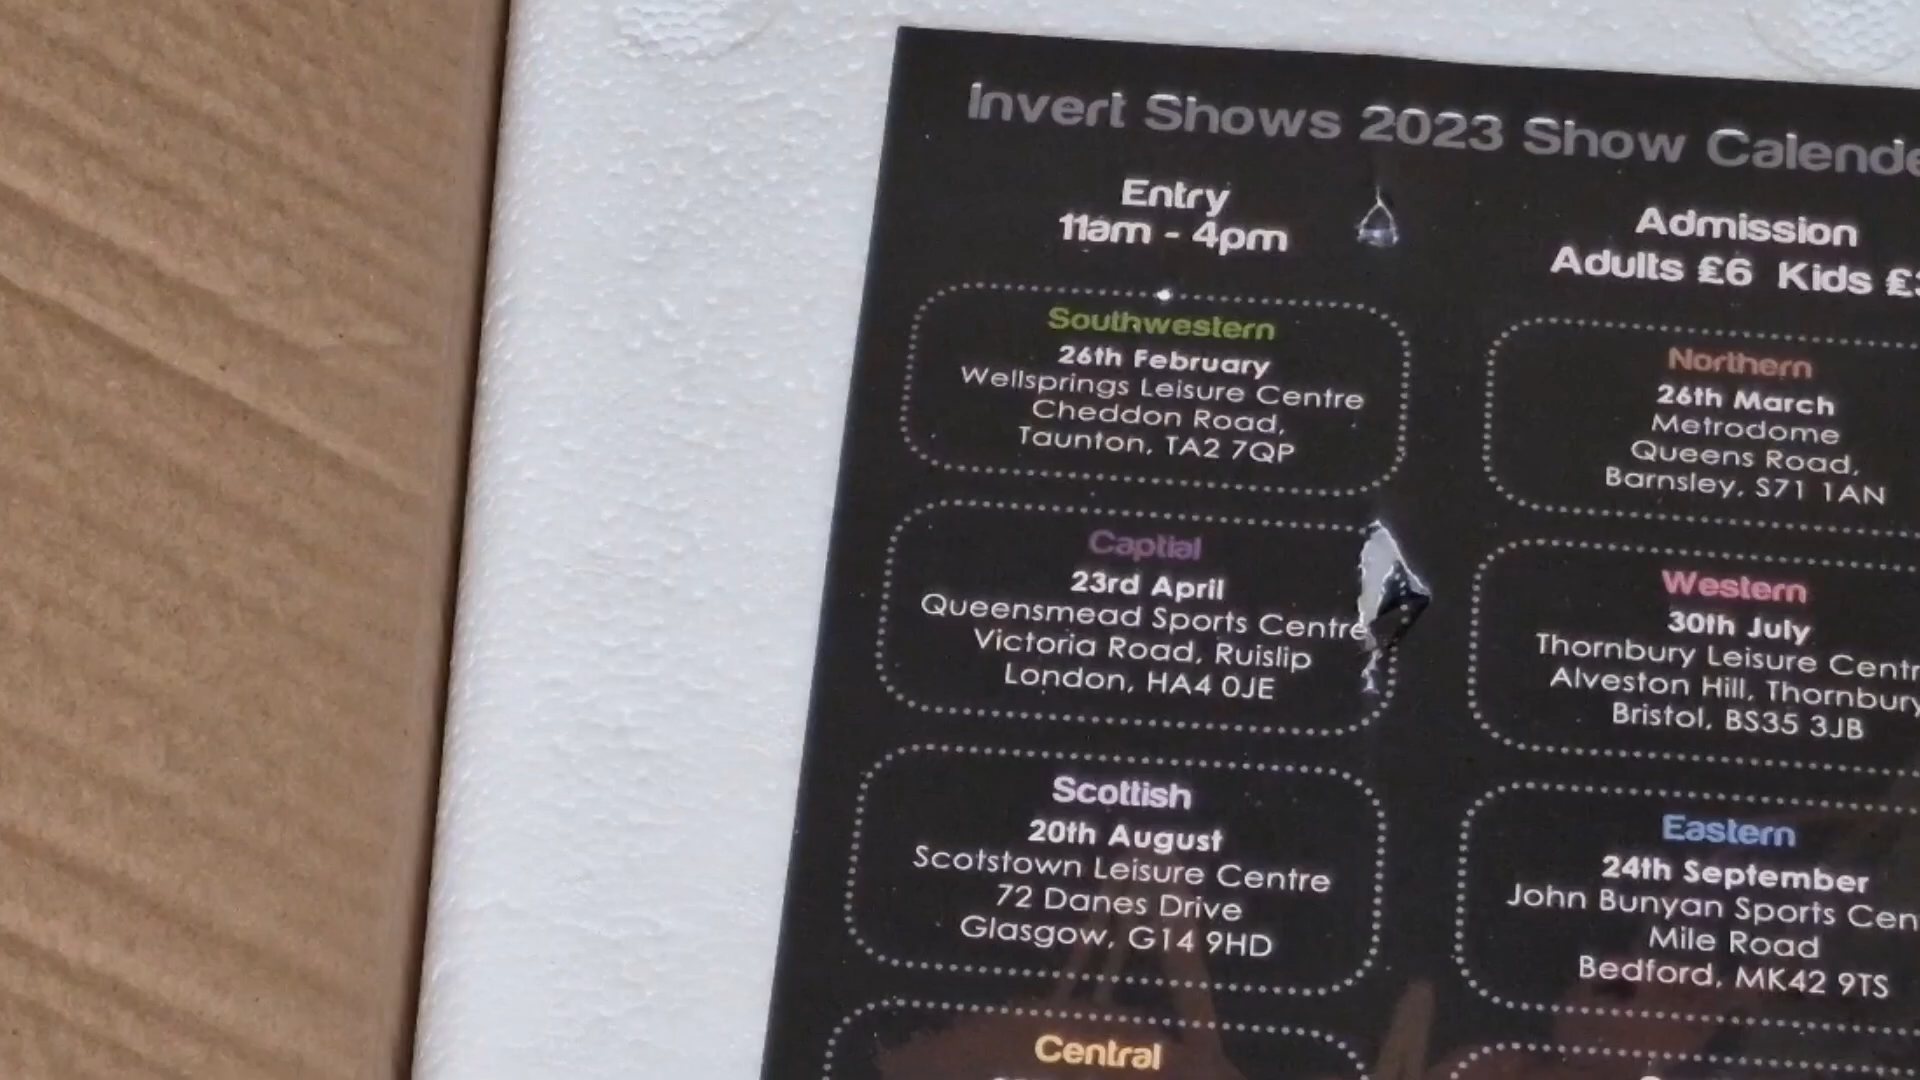 Invert Shows 2023 Show Calende
Entry
11am - 4pm
Admission
Adults £6 Kids
Southwestern
26th February
Wellsprings Leisure Centre
Cheddon Road,
Taunton, TA2 7QP
Northern
26th March
Metrodome
Queens Road,
Barnsley, S71 1AN
Captial
23rd April
Queensmead Sports Centre
Victoria Road, Ruislip
London, HA4 0JE
Western
30th July
Thornbury Leisure Centr
Alveston Hill, Thornbury
Bristol, BS35 3JB
Scottish
20th August
Scotstown Leisure Centre
72 Danes Drive
Glasgow, G14 9HD
Eastern
24th September
John Bunyan Sports Cen
Mile Road
Bedford, MK42 9TS
Central